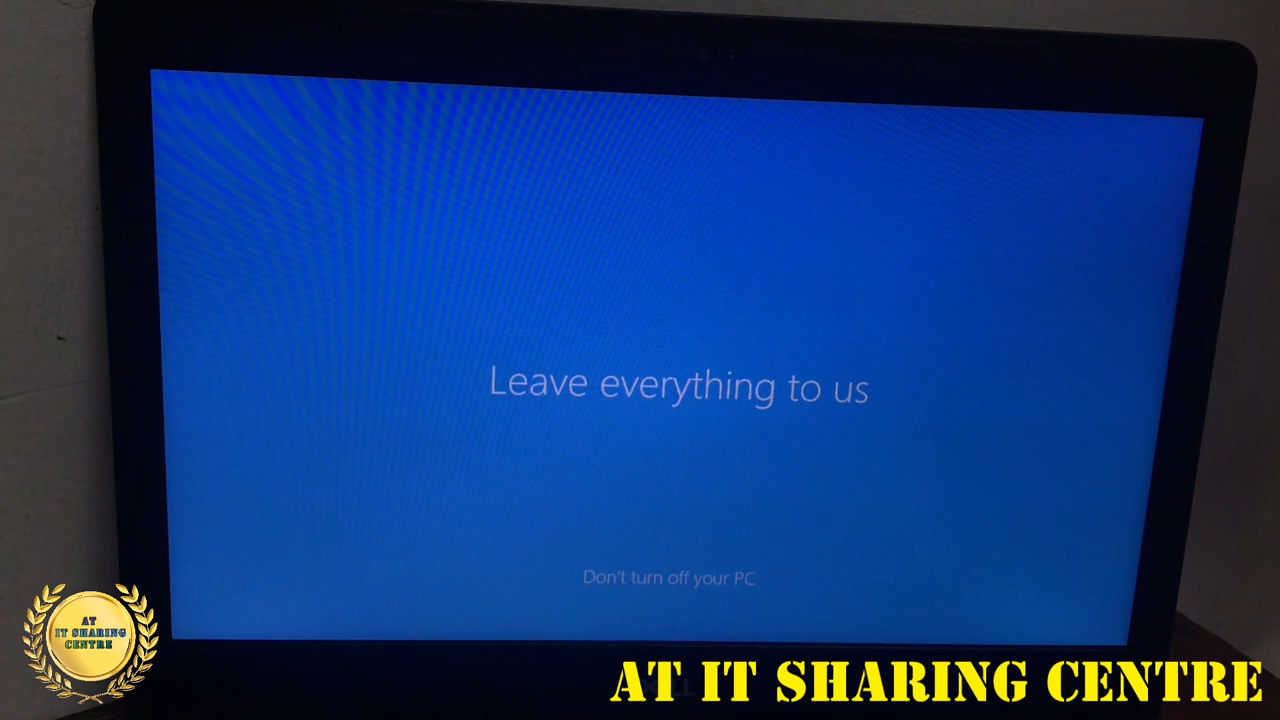 Leave everything to us
Don't turn off your PC
AT
IT SHARING
CENTRE
AT IT SHARING CENTRE